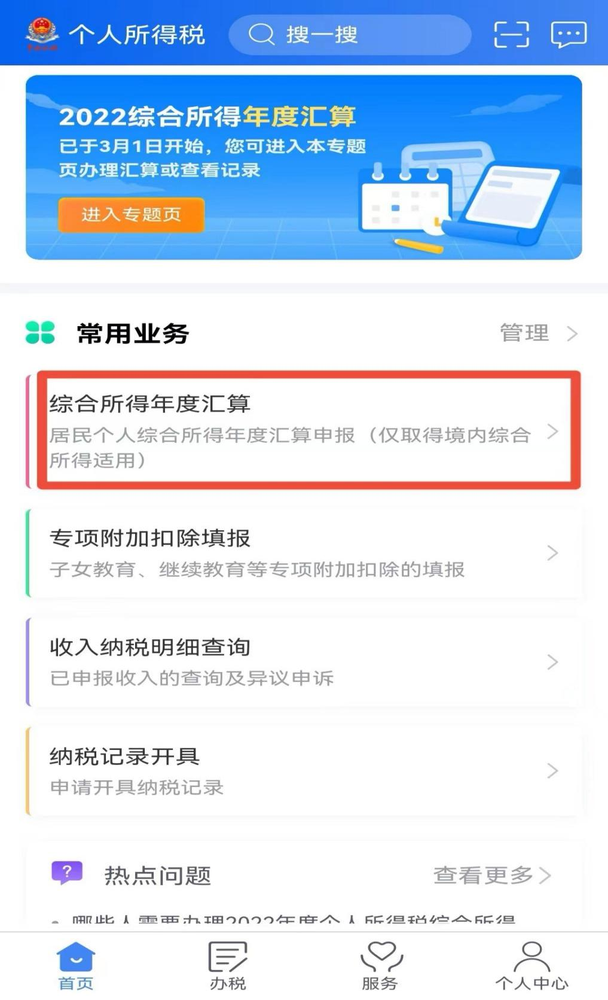 个人所得税
搜一搜
2022综合所得年度汇算
已于3月1日开始，您可进入本专题
页办理汇算或查看记录
进入专题页
常用业务
管理
综合所得年度汇算
居民个人综合所得年度汇算申报（仅取得境内综合
所得适用）
专项附加扣除填报
子女教育、继续教育等专项附加扣除的填报
收入纳税明细查询
已申报收入的查询及异议申诉
纳税记录开具
申请开具纳税记录
?
热点问题
查看更多
哪些人需要办理2022年度个人所得税综合所得
首页
办税
服务
个人中心